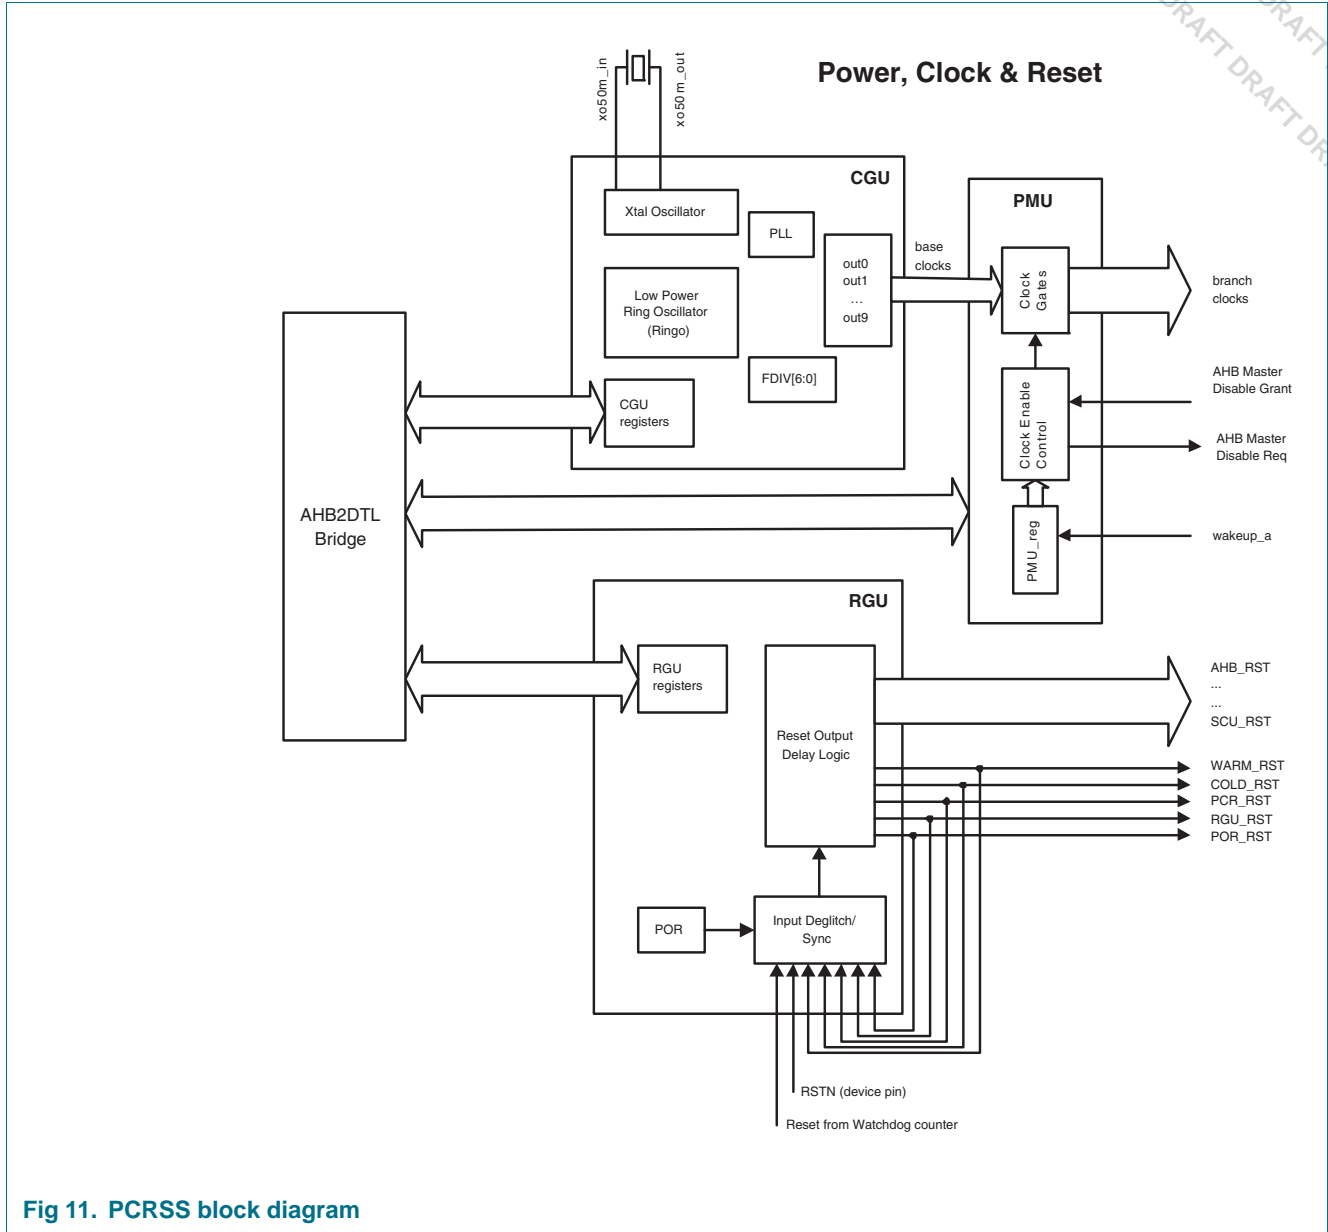 DRAFT
DRAFT DRAFT DRA
xo50m_in
xo50m_out
Power, Clock & Reset
CGU
Xtal Oscillator
PLL
out0
out1
...
out9
Low Power
Ring Oscillator
(Ringo)
FDIV[6:0]
CGU
registers
base
clocks
PMU
Clock
Gates
branch
clocks
Clock Enable
Control
AHB Master
Disable Grant
AHB Master
Disable Req
PMU_reg
wakeup_a
AHB2DTL
Bridge
RGU
RGU
registers
Reset Output
Delay Logic
AHB_RST
...
...
SCU_RST
WARM_RST
COLD_RST
PCR_RST
RGU_RST
POR_RST
POR
Input Deglitch/
Sync
RSTN (device pin)
Reset from Watchdog counter
Fig 11. PCRSS block diagram